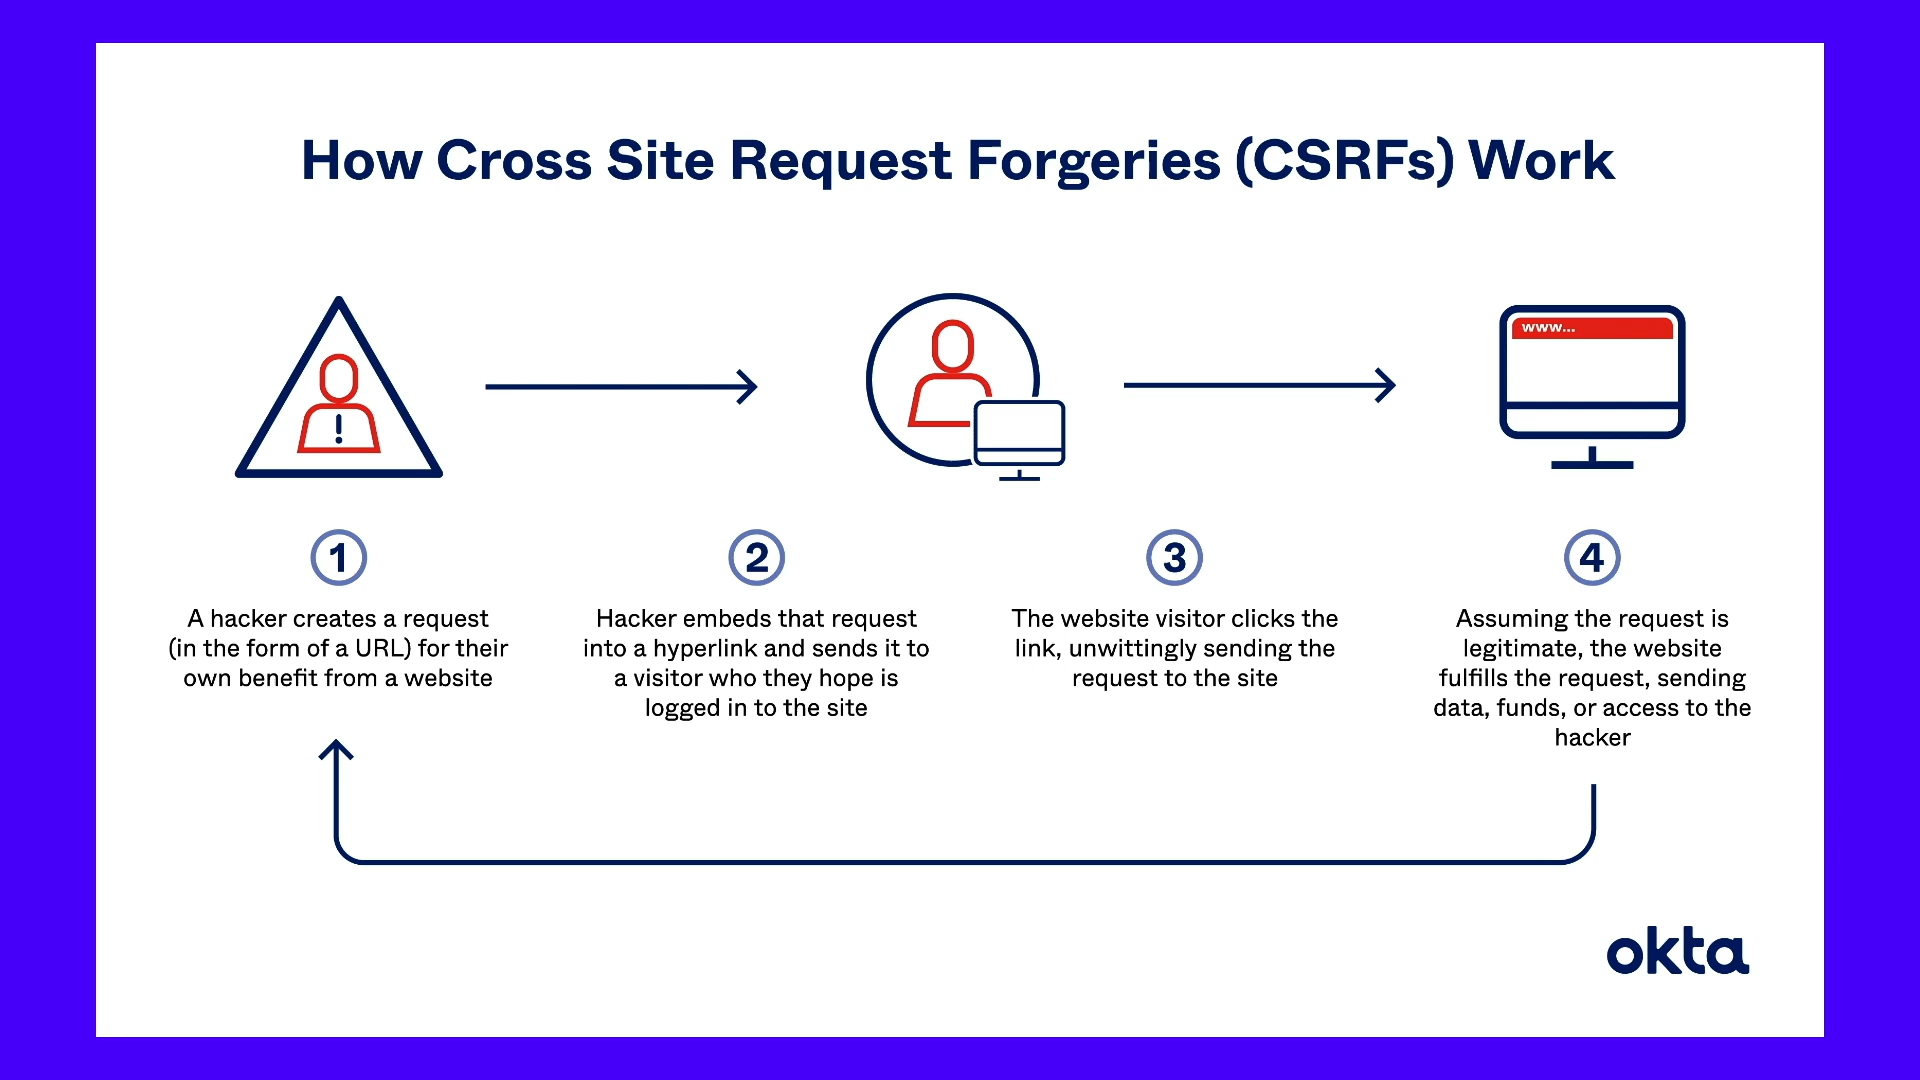 How Cross Site Request Forgeries (CSRFs) Work
www...
!
1
A hacker creates a request
(in the form of a URL) for their
own benefit from a website
2
Hacker embeds that request
into a hyperlink and sends it to
a visitor who they hope is
logged in to the site
3
The website visitor clicks the
link, unwittingly sending the
request to the site
4
Assuming the request is
legitimate, the website
fulfills the request, sending
data, funds, or access to the
hacker
okta